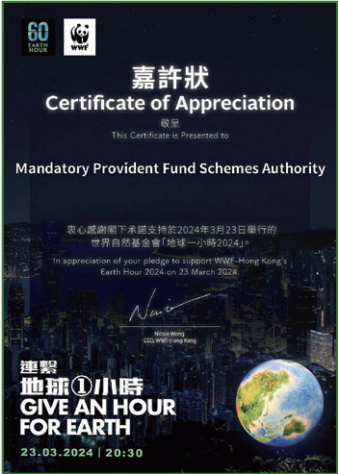 60
EARTH
HOUR
WWF
嘉許狀
Certificate of Appreciation
敬呈
This Certificate is Presented to
Mandatory Provident Fund Schemes Authority
衷心感謝閣下承諾支持於2024年3月23日舉行的
世界自然基金會「地球一小時2024」。
In appreciation of your pledge to support WWF-Hong Kong's
Earth Hour 2024 on 23 March 2024.
Nicole Wong
CEO, WWF-Hong Kong
連繫
地球①小時
GIVE AN HOUR
FOR EARTH
23.03.2024 | 20:30